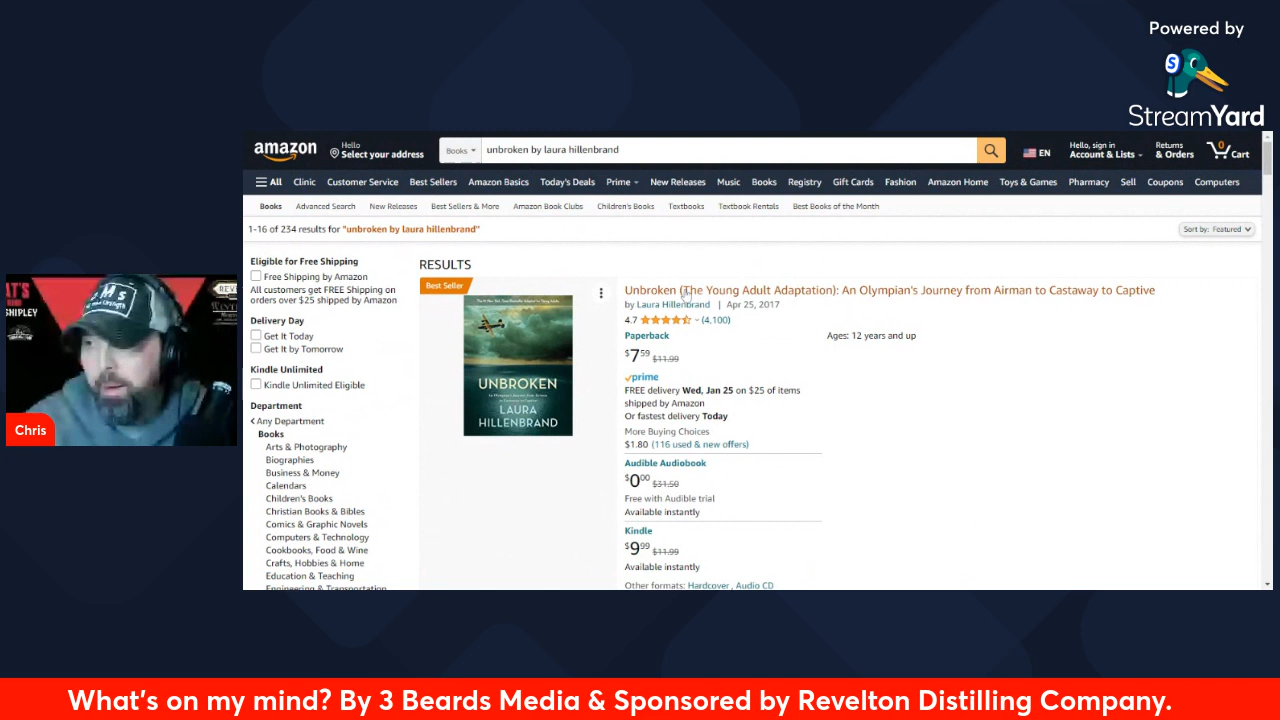 Powered by
StreamYard
amazon
Hello
Select your address
Books
unbroken by laura hillenbrand
EN
Hello, sign in
Account & Lists
Returns
& Orders
0
Cart
All
Clinic
Customer Service
Best Sellers
Amazon Basics
Today's Deals
Prime
New Releases
Music
Books
Registry
Gift Cards
Fashion
Amazon Home
Toys & Games
Pharmacy
Sell
Coupons
Computers
Books
Advanced Search
New Releases
Best Sellers & More
Amazon Book Clubs
Children's Books
Textbooks
Textbook Rentals
Best Books of the Month
1-16 of 234 results for "unbroken by laura hillenbrand"
Sort by: Featured
Eligible for Free Shipping
Free Shipping by Amazon
All customers get FREE Shipping on
orders over $25 shipped by Amazon
Delivery Day
Get It Today
Get It by Tomorrow
Kindle Unlimited
Kindle Unlimited Eligible
Department
Any Department
Books
Arts & Photography
Biographies
Business & Money
Calendars
Children's Books
Christian Books & Bibles
Comics & Graphic Novels
Computers & Technology
Cookbooks, Food & Wine
Crafts, Hobbies & Home
Education & Teaching
Engineering & Transportation
RESULTS
Best Seller
UNBROKEN
LAURA
HILLENBRAND
Unbroken (The Young Adult Adaptation): An Olympian's Journey from Airman to Castaway to Captive
by Laura Hillenbrand | Apr 25, 2017
4.7 (4,100)
Paperback
Ages: 12 years and up
$7 59 $11.99
prime
FREE delivery Wed, Jan 25 on $25 of items
shipped by Amazon
Or fastest delivery Today
More Buying Choices
$1.80 (116 used & new offers)
Audible Audiobook
$0 00 $31.50
Free with Audible trial
Available instantly
Kindle
$9 99 $11.99
Available instantly
Other formats: Hardcover, Audio CD
SHIPLEY
Chris
What's on my mind? By 3 Beards Media & Sponsored by Revelton Distilling Company.